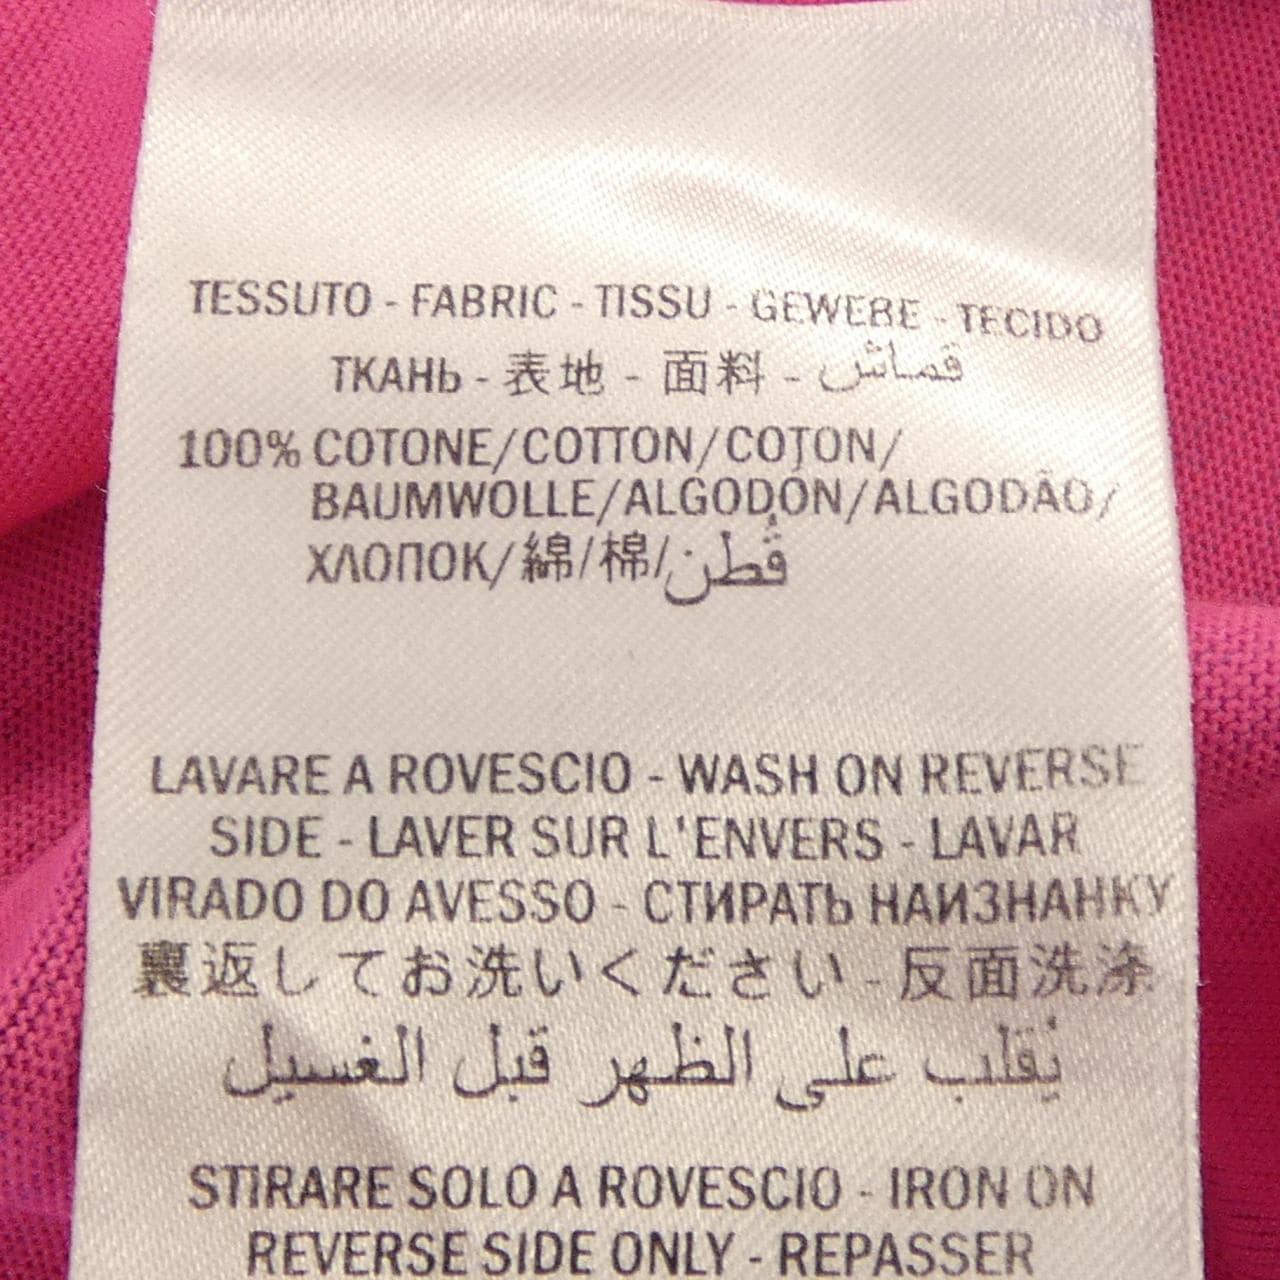 TESSUTO - FABRIC - TISSU - GEWEBE - TECIDO
ТКАНЬ - 表地 - 面料 - قماش
100% COTONE/COTTON/COTON/
BAUMWOLLE/ALGODÓN/ALGODÃO/
ХЛОПОК/綿/棉/قُطن
LAVARE A ROVESCIO - WASH ON REVERSE
SIDE - LAVER SUR L'ENVERS - LAVAR
VIRADO DO AVESSO - СТИРАТЬ НАИЗНАНКУ
裏返してお洗いください - 反面洗涤
يُقلب على الظهر قبل الغسيل
STIRARE SOLO A ROVESCIO - IRON ON
REVERSE SIDE ONLY - REPASSER